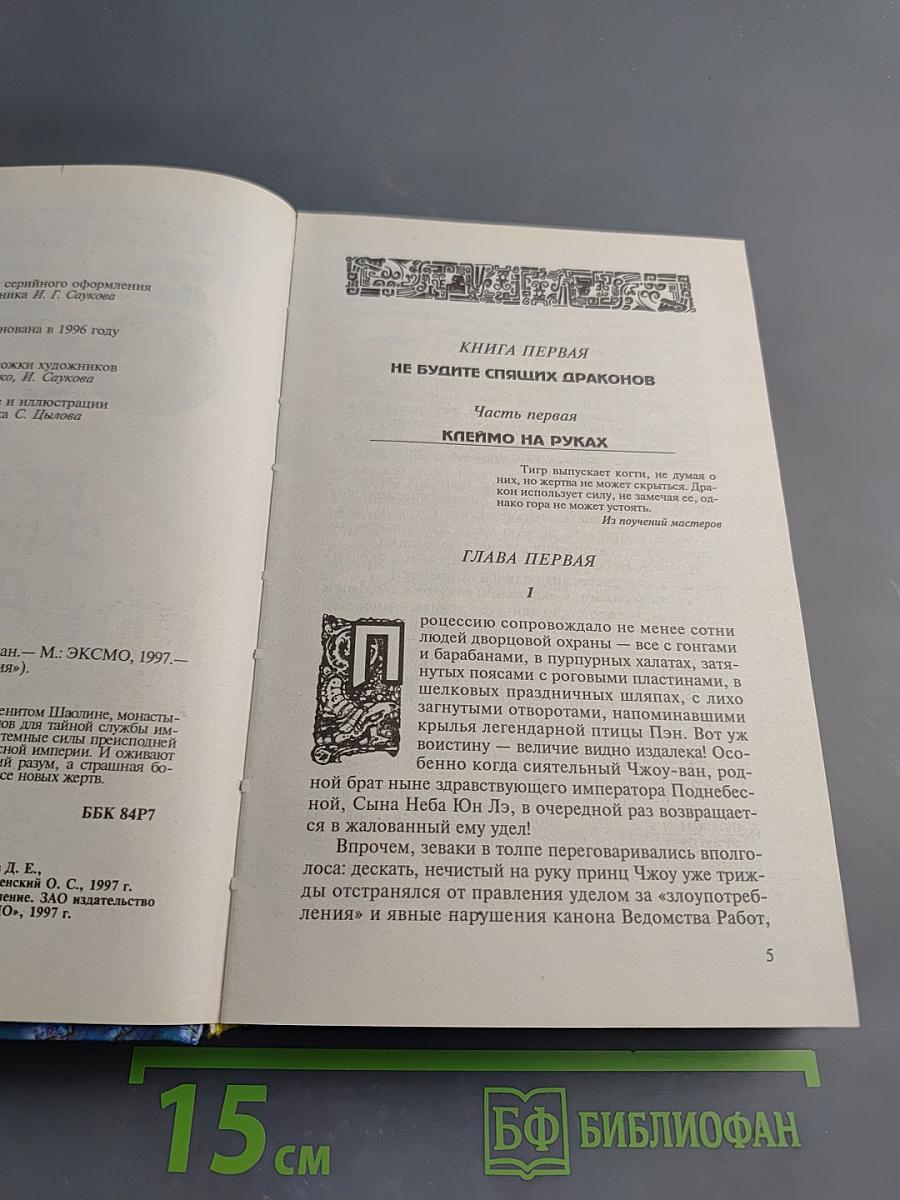 серийного оформления
ника И. Г. Саукова
нована в 1996 году
ожки художников
ко, И. Саукова
е и иллюстрации
ка С. Цылова
ан.— М.: ЭКСМО, 1997.—
ия»).
енитом Шаолине, монасты-
ов для тайной службы им-
темные силы преисподней
сной империи. И оживают
ий разум, а страшная бо-
се новых жертв.
ББК 84Р7
в Д. Е.,
енский О. С., 1997 г.
ление. ЗАО издательство
О», 1997 г.
КНИГА ПЕРВАЯ
НЕ БУДИТЕ СПЯЩИХ ДРАКОНОВ
Часть первая
КЛЕЙМО НА РУКАХ
Тигр выпускает когти, не думая о
них, но жертва не может скрыться. Дра-
кон использует силу, не замечая ее, од-
нако гора не может устоять.
Из поучений мастеров
ГЛАВА ПЕРВАЯ
1
Процессию сопровождало не менее сотни
людей дворцовой охраны — все с гонгами
и барабанами, в пурпурных халатах, затя-
нутых поясами с роговыми пластинами, в
шелковых праздничных шляпах, с лихо
загнутыми отворотами, напоминавшими
крылья легендарной птицы Пэн. Вот уж
воистину — величие видно издалека! Осо-
бенно когда сиятельный Чжоу-ван, род-
ной брат ныне здравствующего императора Поднебес-
ной, Сына Неба Юн Лэ, в очередной раз возвращает-
ся в жалованный ему удел!
Впрочем, зеваки в толпе переговаривались вполго-
лоса: дескать, нечистый на руку принц Чжоу уже триж-
ды отстранялся от правления уделом за «злоупотреб-
ления» и явные нарушения канона Ведомства Работ,
5
15 см
БФ БИБЛИОФАН